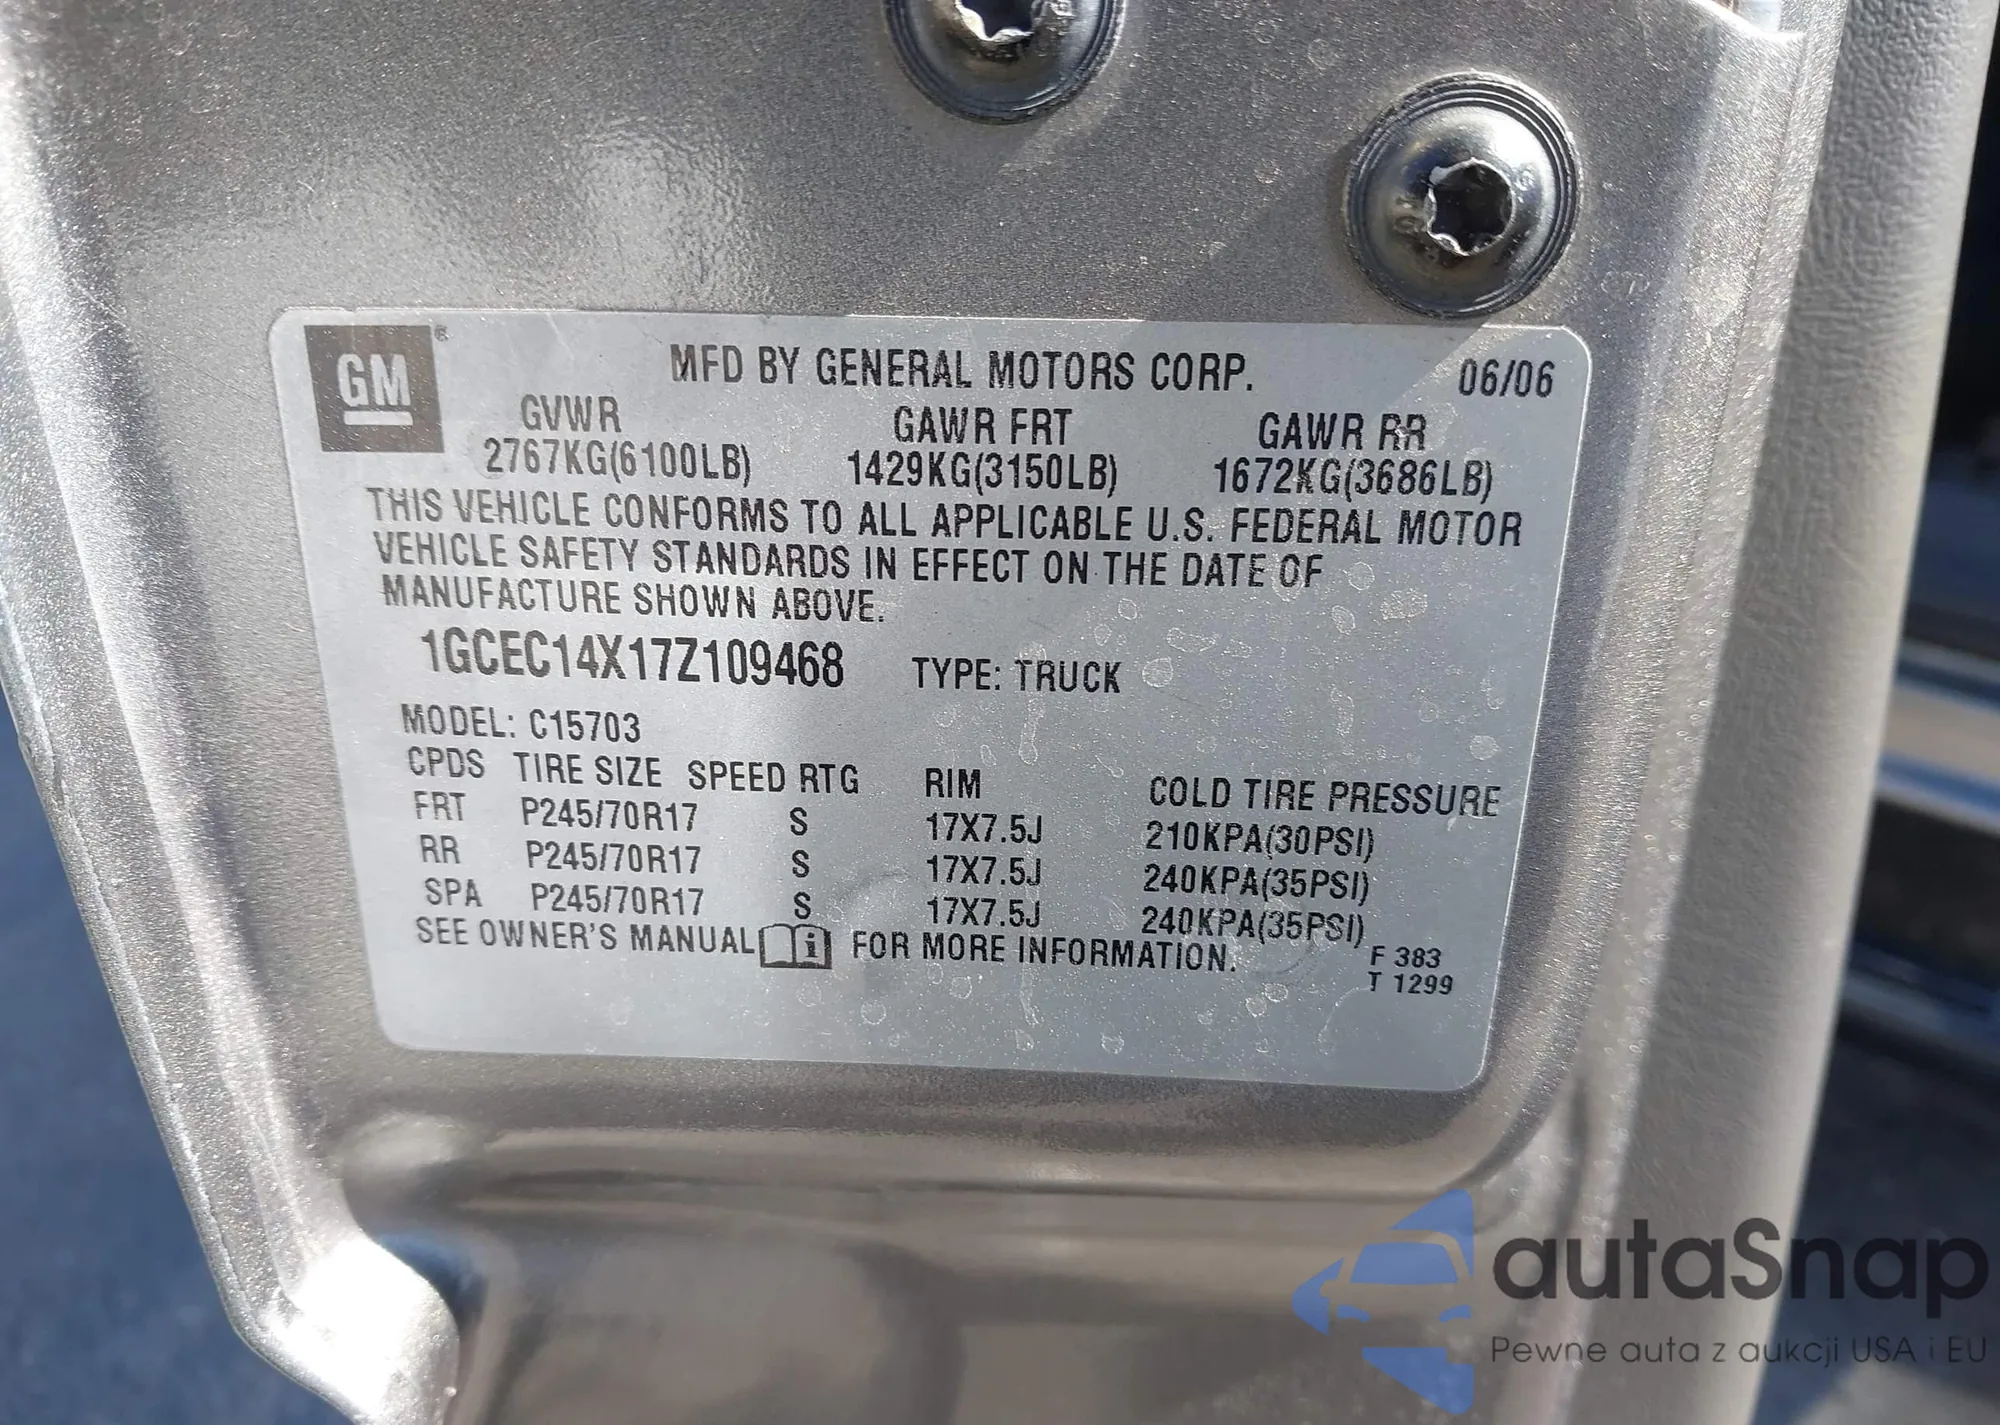 GM®
MFD BY GENERAL MOTORS CORP. 06/06
GVWR GAWR FRT GAWR RR
2767KG(6100LB) 1429KG(3150LB) 1672KG(3686LB)
THIS VEHICLE CONFORMS TO ALL APPLICABLE U.S. FEDERAL MOTOR
VEHICLE SAFETY STANDARDS IN EFFECT ON THE DATE OF
MANUFACTURE SHOWN ABOVE.
1GCEC14X17Z109468 TYPE: TRUCK
MODEL: C15703
CPDS TIRE SIZE SPEED RTG RIM COLD TIRE PRESSURE
FRT P245/70R17 S 17X7.5J 210KPA(30PSI)
RR P245/70R17 S 17X7.5J 240KPA(35PSI)
SPA P245/70R17 S 17X7.5J 240KPA(35PSI)
SEE OWNER'S MANUAL i FOR MORE INFORMATION.
F 383
T 1299
autaSnap
Pewne auta z aukcji USA i EU